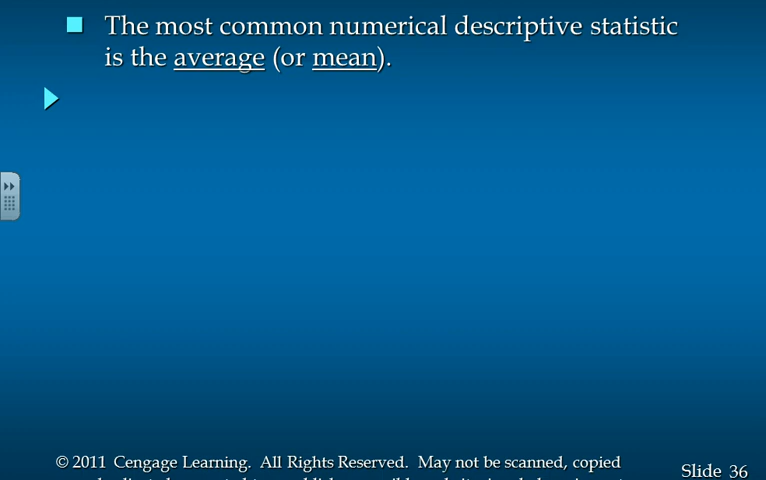 The most common numerical descriptive statistic
is the average (or mean).
© 2011 Cengage Learning. All Rights Reserved. May not be scanned, copied
Slide 36